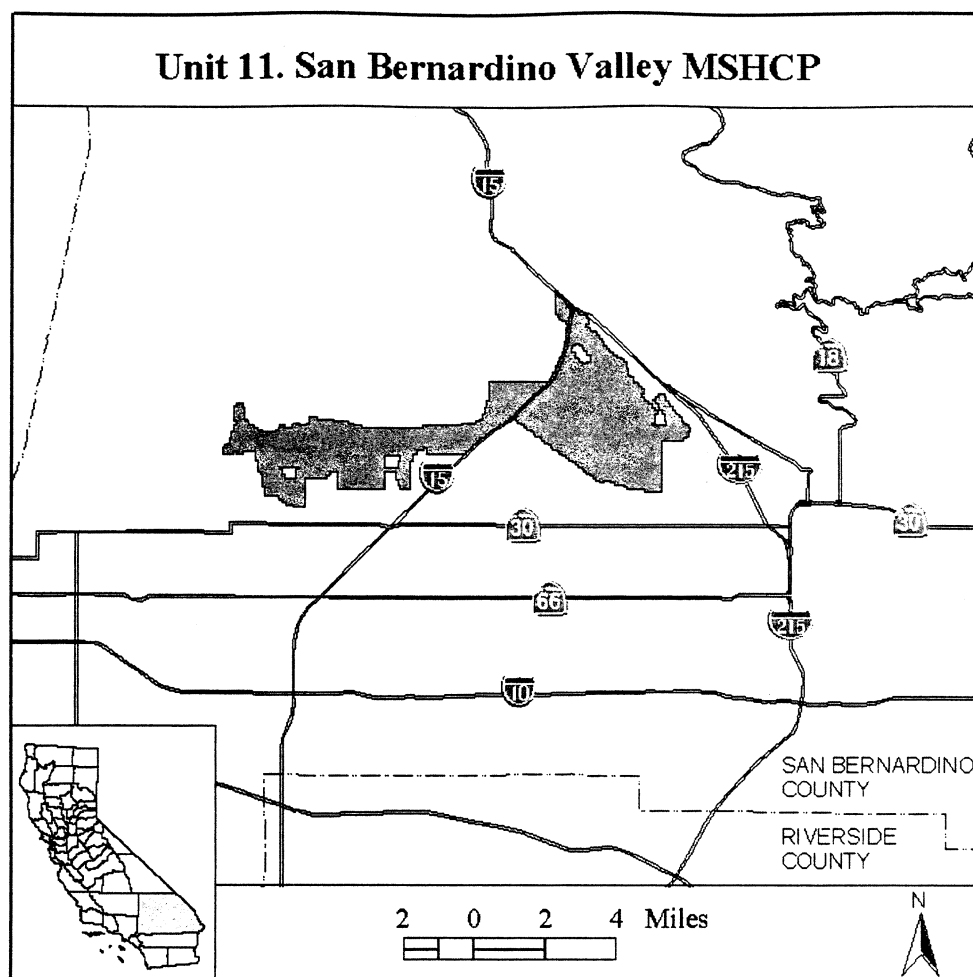 Unit 11. San Bernardino Valley MSHCP
15
18
15
215
30
30
66
215
10
SAN BERNARDINO
COUNTY
RIVERSIDE
COUNTY
N
2 0 2 4 Miles